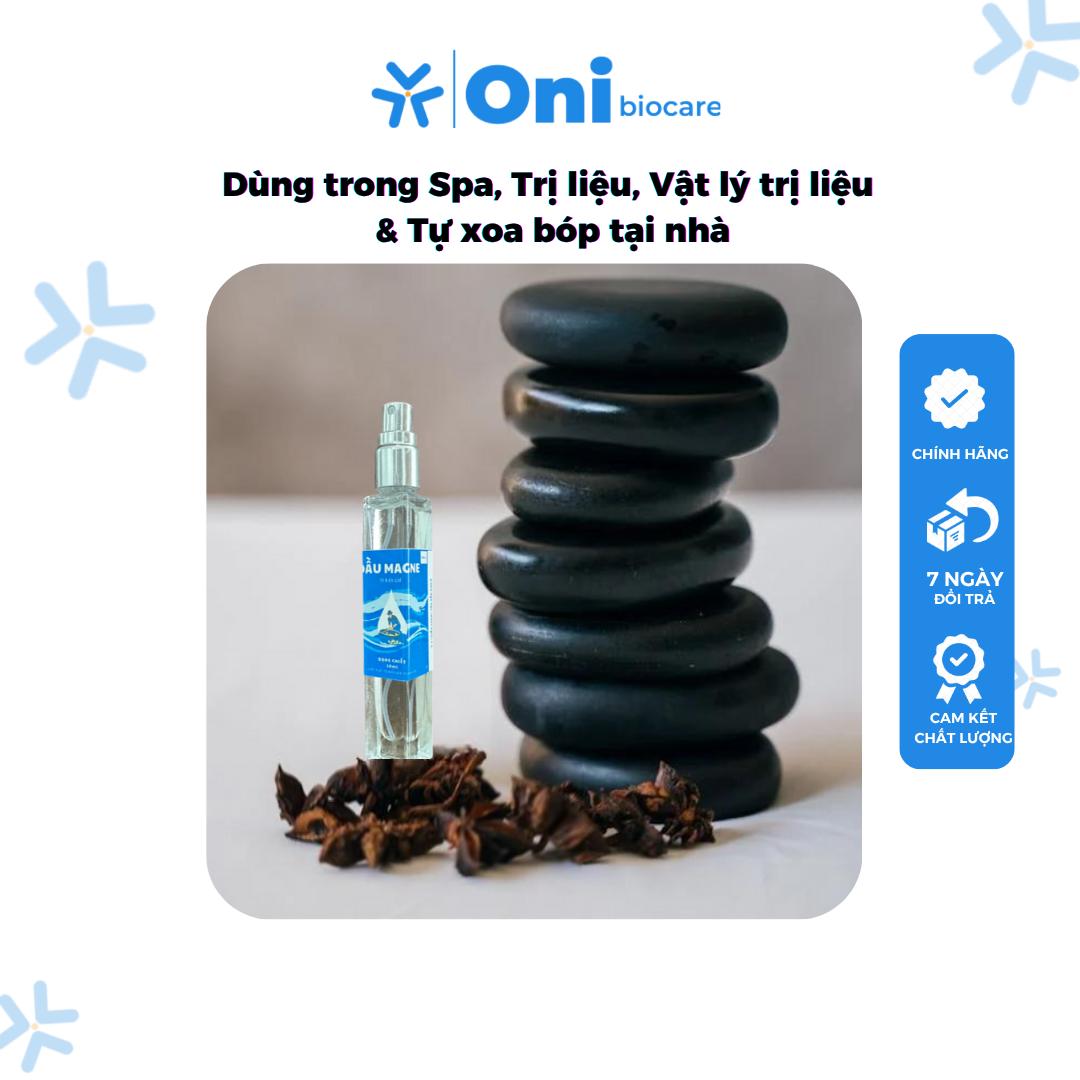 Oni biocare
Dùng trong Spa, Trị liệu, Vật lý trị liệu
& Tự xoa bóp tại nhà
DẦU MAGNE
CHÍNH HÃNG
7 NGÀY
ĐỔI TRẢ
CAM KẾT
CHẤT LƯỢNG